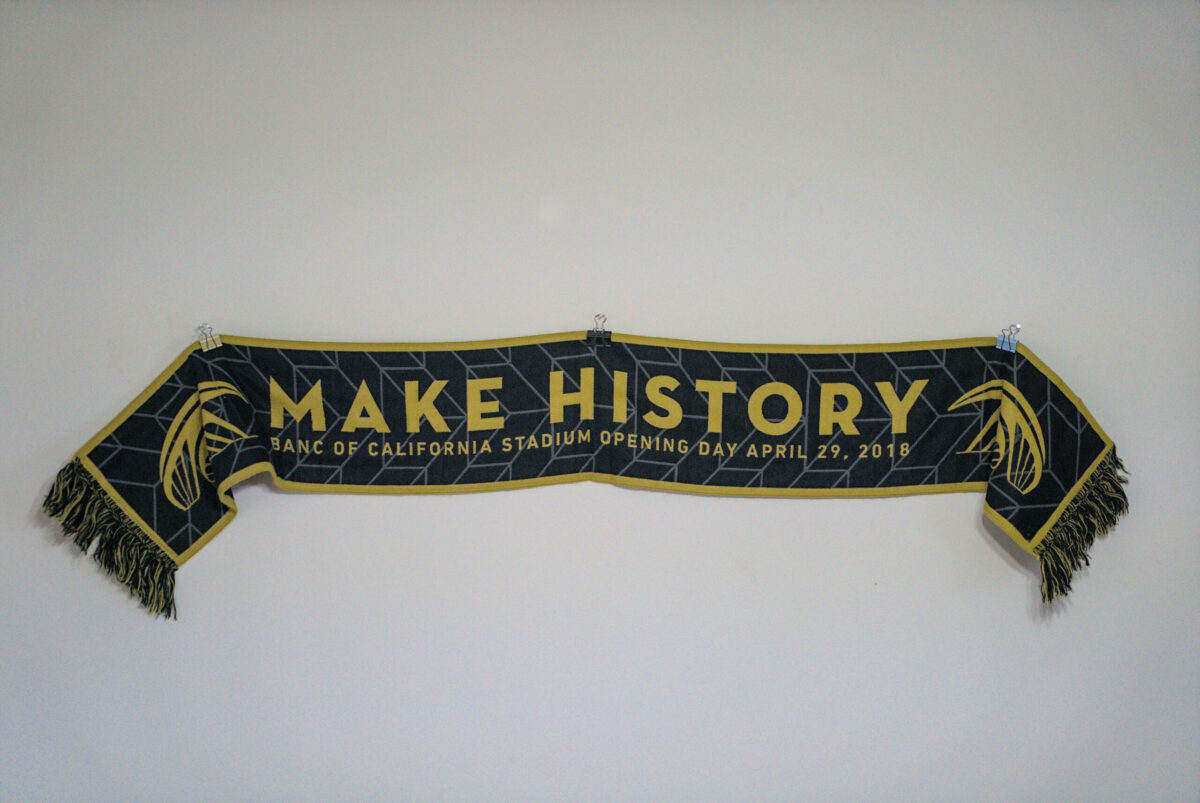 MAKE HISTORY
BANC OF CALIFORNIA STADIUM OPENING DAY APRIL 29, 2018